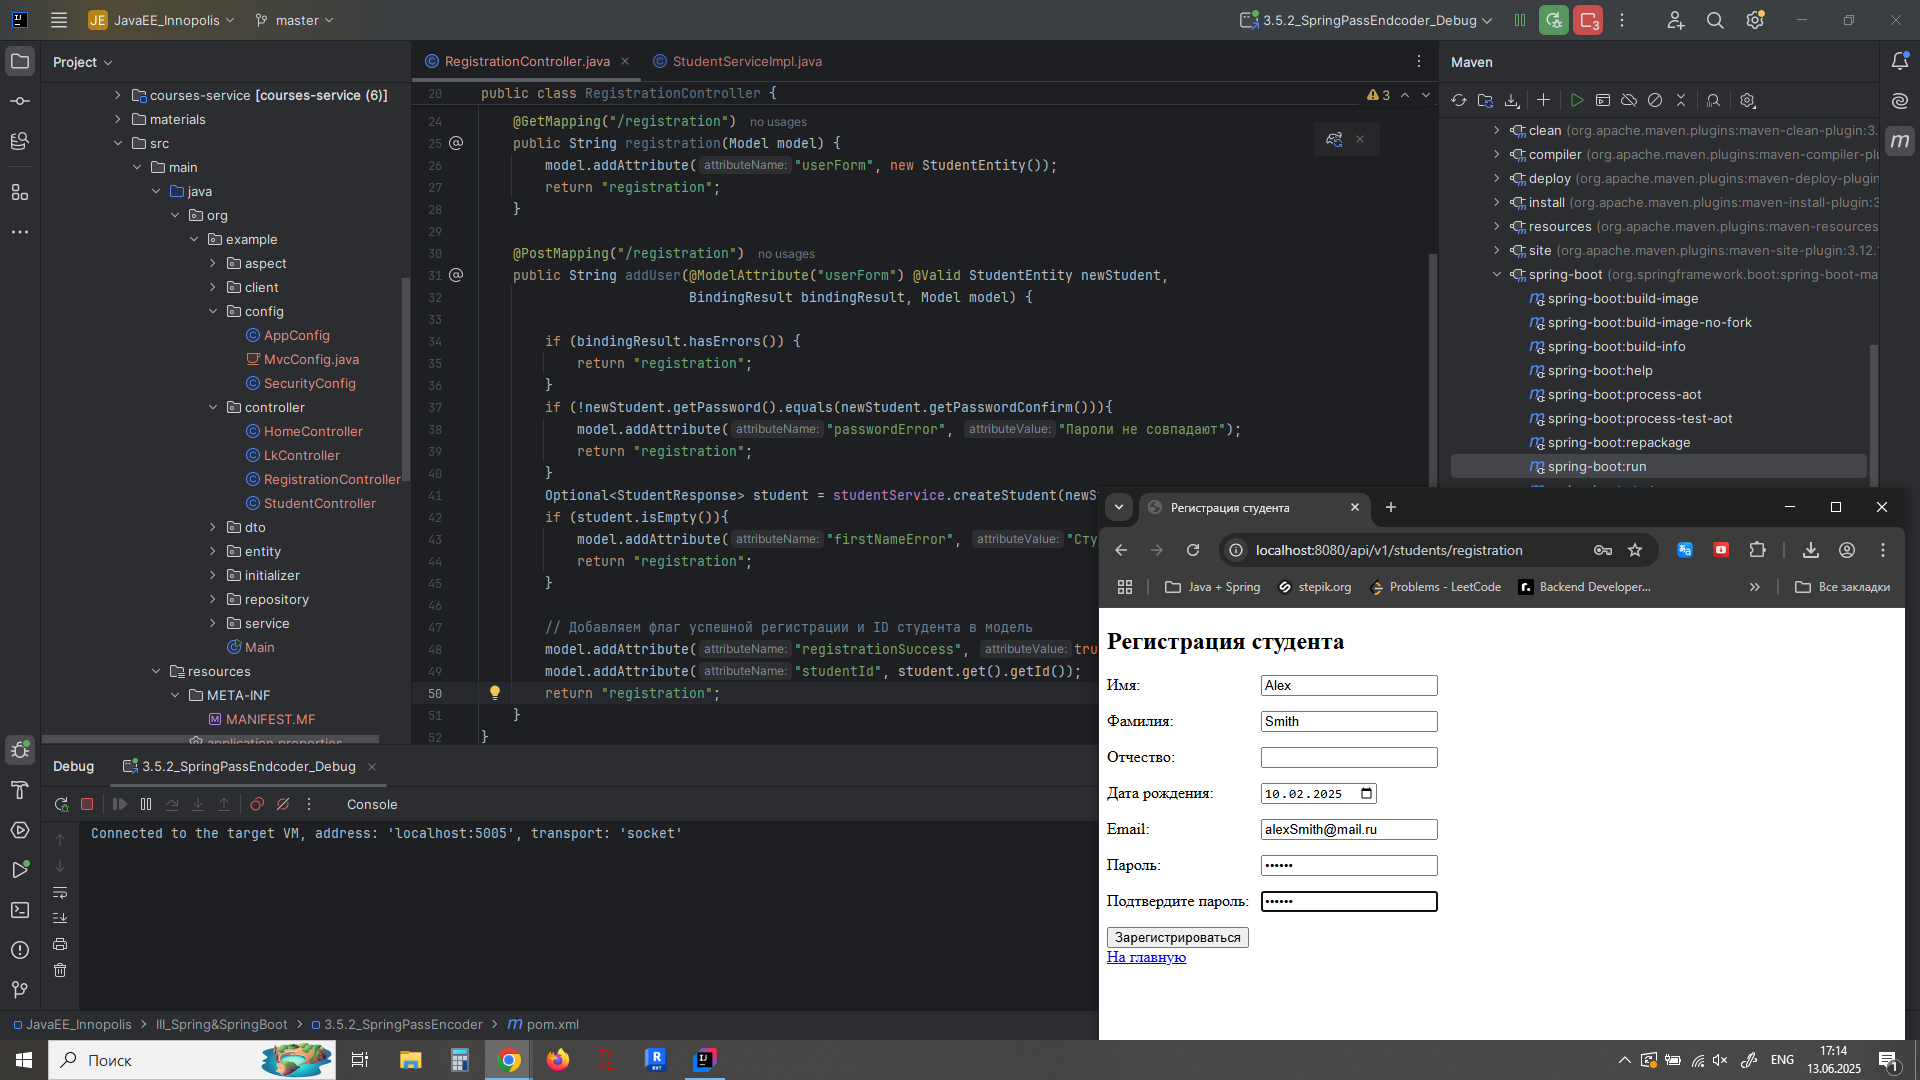 JE JavaEE_Innopolis master 3.5.2_SpringPassEndcoder_Debug 3
Project
courses-service [courses-service (6)]
materials
src
main
java
org
example
aspect
client
config
AppConfig
MvcConfig.java
SecurityConfig
controller
HomeController
LkController
RegistrationController
StudentController
dto
entity
initializer
repository
service
Main
resources
META-INF
MANIFEST.MF
application.properties
RegistrationController.java StudentServiceImpl.java
20 public class RegistrationController { 3
24 @GetMapping("/registration") no usages
25 public String registration(Model model) {
26 model.addAttribute( attributeName: "userForm", new StudentEntity());
27 return "registration";
28 }
29
30 @PostMapping("/registration") no usages
31 public String addUser(@ModelAttribute("userForm") @Valid StudentEntity newStudent,
32 BindingResult bindingResult, Model model) {
33
34 if (bindingResult.hasErrors()) {
35 return "registration";
36 }
37 if (!newStudent.getPassword().equals(newStudent.getPasswordConfirm())){
38 model.addAttribute( attributeName: "passwordError", attributeValue: "Пароли не совпадают");
39 return "registration";
40 }
41 Optional<StudentResponse> student = studentService.createStudent(newS
42 if (student.isEmpty()){
43 model.addAttribute( attributeName: "firstNameError", attributeValue: "Сту
44 return "registration";
45 }
46
47 // Добавляем флаг успешной регистрации и ID студента в модель
48 model.addAttribute( attributeName: "registrationSuccess", attributeValue: tru
49 model.addAttribute( attributeName: "studentId", student.get().getId());
50 return "registration";
51 }
52 }
Maven
clean (org.apache.maven.plugins:maven-clean-plugin:3.
compiler (org.apache.maven.plugins:maven-compiler-plu
deploy (org.apache.maven.plugins:maven-deploy-plugin
install (org.apache.maven.plugins:maven-install-plugin:3
resources (org.apache.maven.plugins:maven-resources
site (org.apache.maven.plugins:maven-site-plugin:3.12.
spring-boot (org.springframework.boot:spring-boot-ma
spring-boot:build-image
spring-boot:build-image-no-fork
spring-boot:build-info
spring-boot:help
spring-boot:process-aot
spring-boot:process-test-aot
spring-boot:repackage
spring-boot:run
Debug 3.5.2_SpringPassEndcoder_Debug
Console
Connected to the target VM, address: 'localhost:5005', transport: 'socket'
JavaEE_Innopolis III_Spring&SpringBoot 3.5.2_SpringPassEncoder pom.xml
Регистрация студента
localhost:8080/api/v1/students/registration
Java + Spring stepik.org Problems - LeetCode Backend Developer... » Все закладки
Регистрация студента
Имя: Alex
Фамилия: Smith
Отчество:
Дата рождения: 10.02.2025
Email: alexSmith@mail.ru
Пароль: ••••••
Подтвердите пароль: ••••••
Зарегистрироваться
На главную
Поиск
ENG
17:14
13.06.2025
1